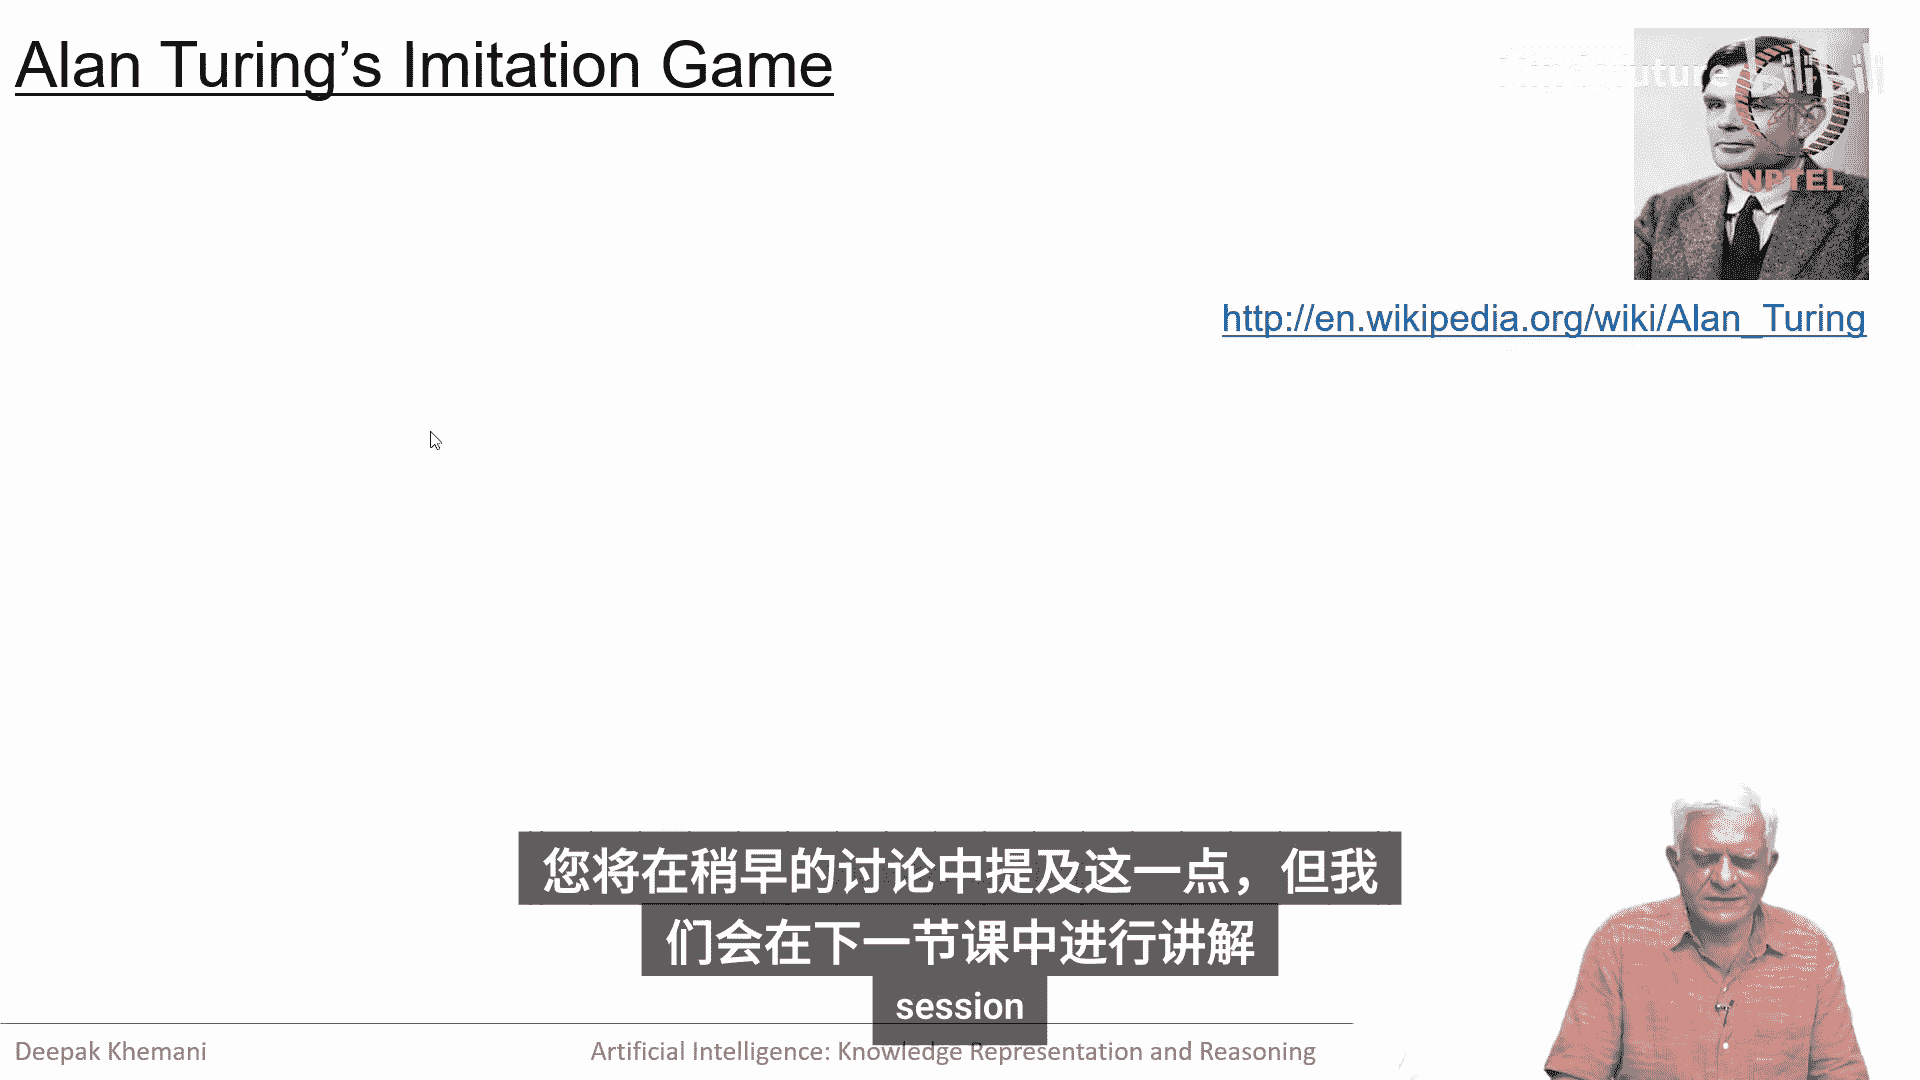 Alan Turing's Imitation Game
NPTEL
http://en.wikipedia.org/wiki/Alan_Turing
您将在稍早的讨论中提及这一点，但我
们会在下一节课中进行讲解
session
Deepak Khemani
Artificial Intelligence: Knowledge Representation and Reasoning